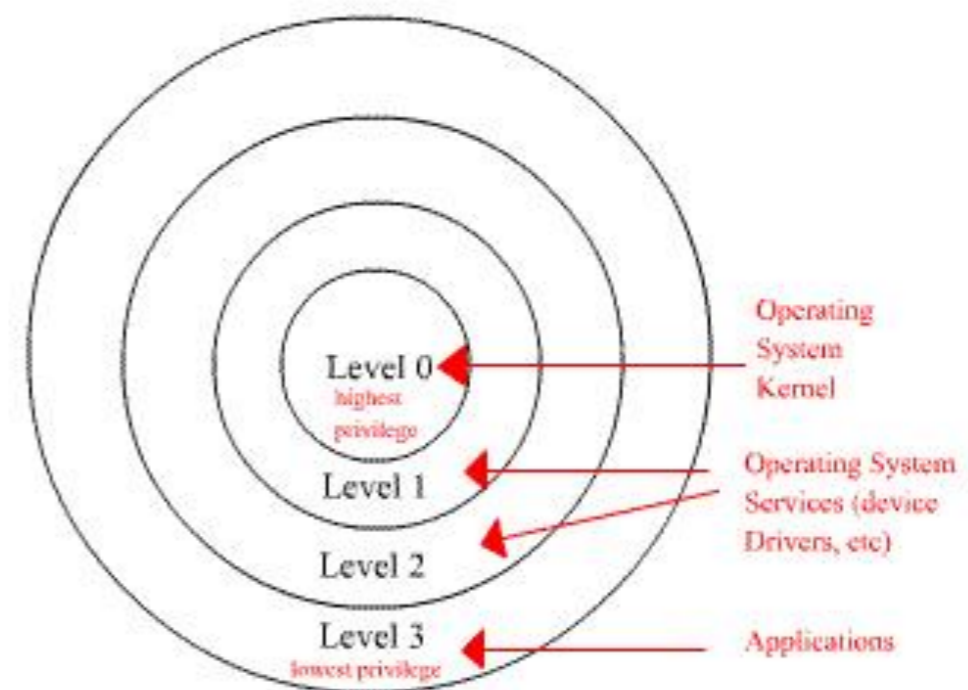 Level 0
highest
privilege
Level 1
Level 2
Level 3
lowest privilege
Operating
System
Kernel
Operating System
Services (device
Drivers, etc)
Applications